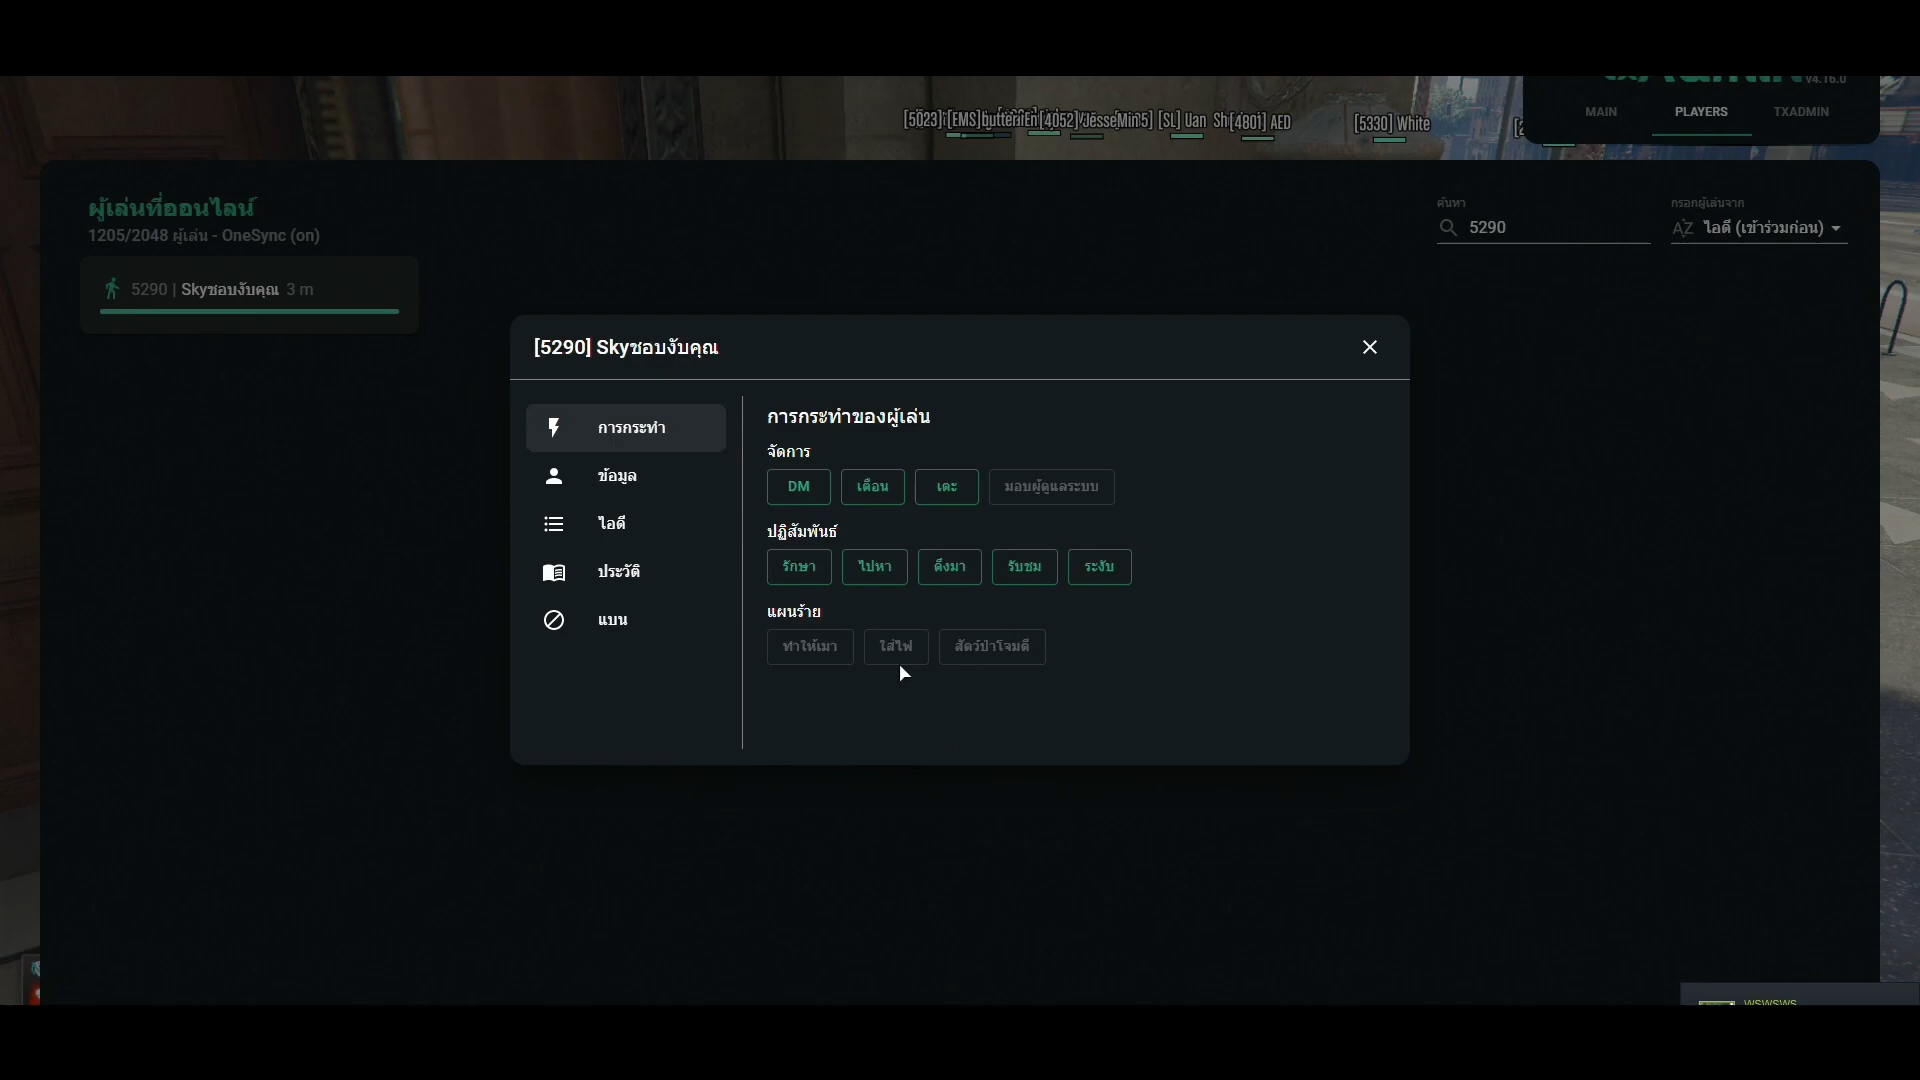 v4.16.0
MAIN PLAYERS TXADMIN
[5330] White
[4801] AED
[SL] Uan
ผู้เล่นที่ออนไลน์
1205/2048 ผู้เล่น - OneSync (on)
ค้นหา
5290
กรอกผู้เล่นจาก
ไอดี (เข้าร่วมก่อน)
5290 | Skyชอบงับคุณ 3 m
[5290] Skyชอบงับคุณ
การกระทำ
ข้อมูล
ไอดี
ประวัติ
แบน
การกระทำของผู้เล่น
จัดการ
DM เตือน เตะ มอบผู้ดูแลระบบ
ปฏิสัมพันธ์
รักษา ไปหา ดึงมา รับชม ระงับ
แผนร้าย
ทำให้เมา ใส่ไฟ สัตว์ป่าโจมตี
wswsws